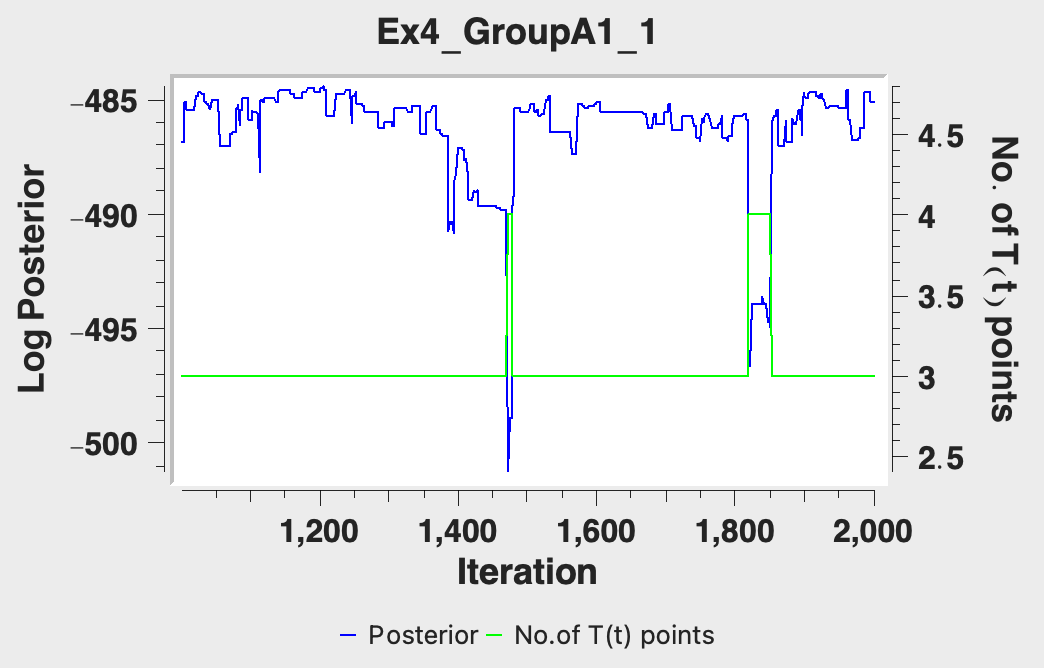 Ex4_GroupA1_1
Log Posterior
−485
−490
−495
−500
4.5
4
3.5
3
2.5
No. of T(t) points
1,200
1,400
1,600
1,800
2,000
Iteration
Posterior
No.of T(t) points